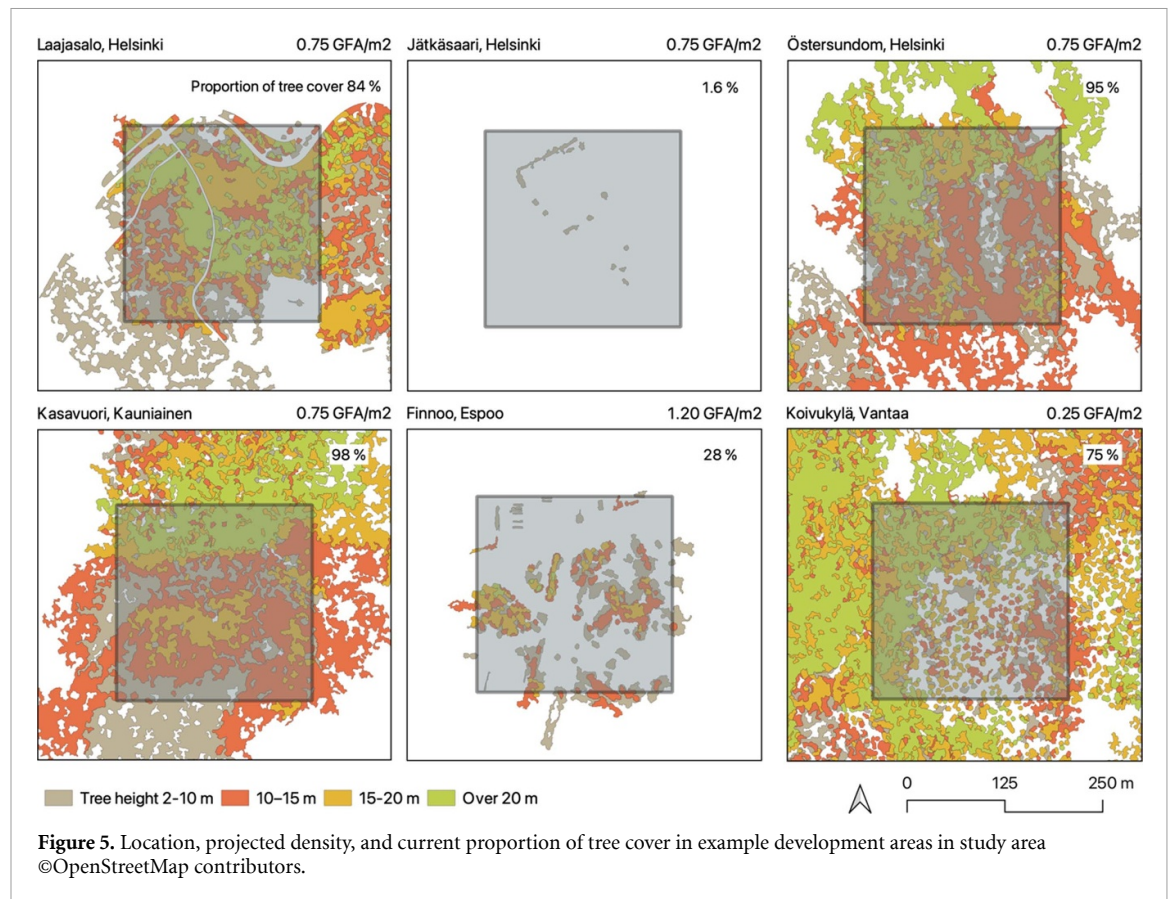 Laajasalo, Helsinki 0.75 GFA/m2
Jätkäsaari, Helsinki 0.75 GFA/m2
Östersundom, Helsinki 0.75 GFA/m2
Proportion of tree cover 84 %
1.6 %
95 %
Kasavuori, Kauniainen 0.75 GFA/m2
Finnoo, Espoo 1.20 GFA/m2
Koivukylä, Vantaa 0.25 GFA/m2
98 %
28 %
75 %
Tree height 2-10 m 10–15 m 15-20 m Over 20 m
0 125 250 m
Figure 5. Location, projected density, and current proportion of tree cover in example development areas in study area
©OpenStreetMap contributors.